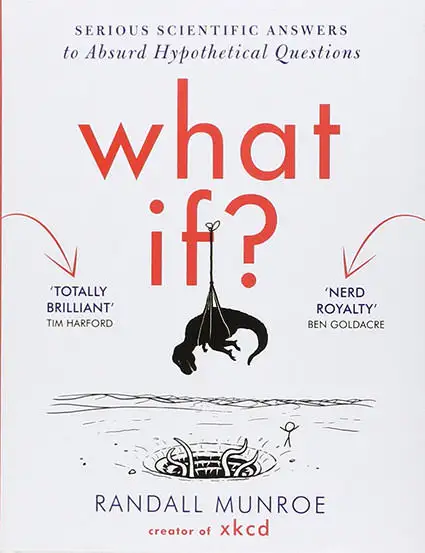 SERIOUS SCIENTIFIC ANSWERS
to Absurd Hypothetical Questions
what
if?
'TOTALLY
BRILLIANT'
TIM HARFORD
'NERD
ROYALTY'
BEN GOLDACRE
RANDALL MUNROE
creator of xkcd